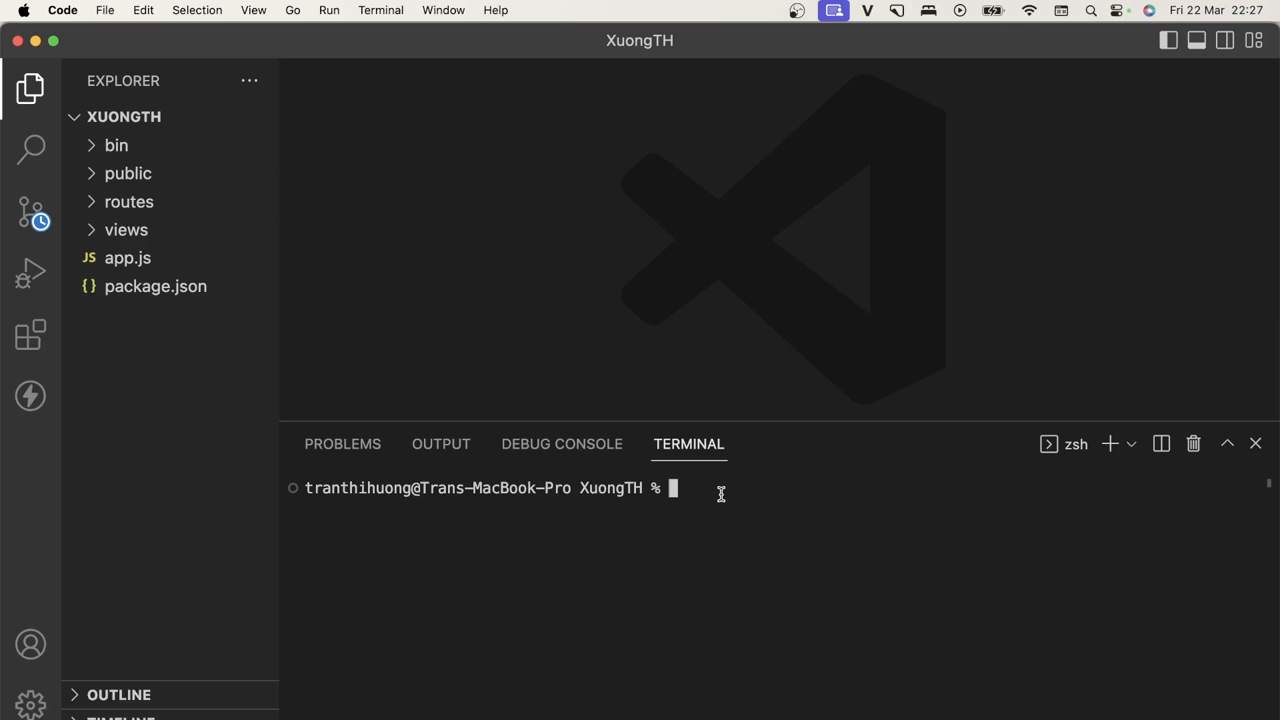 Code File Edit Selection View Go Run Terminal Window Help Fri 22 Mar 22:27
XuongTH
EXPLORER
XUONGTH
bin
public
routes
views
JS app.js
{} package.json
PROBLEMS OUTPUT DEBUG CONSOLE TERMINAL zsh
tranthihuong@Trans-MacBook-Pro XuongTH %
OUTLINE
TIMELINE